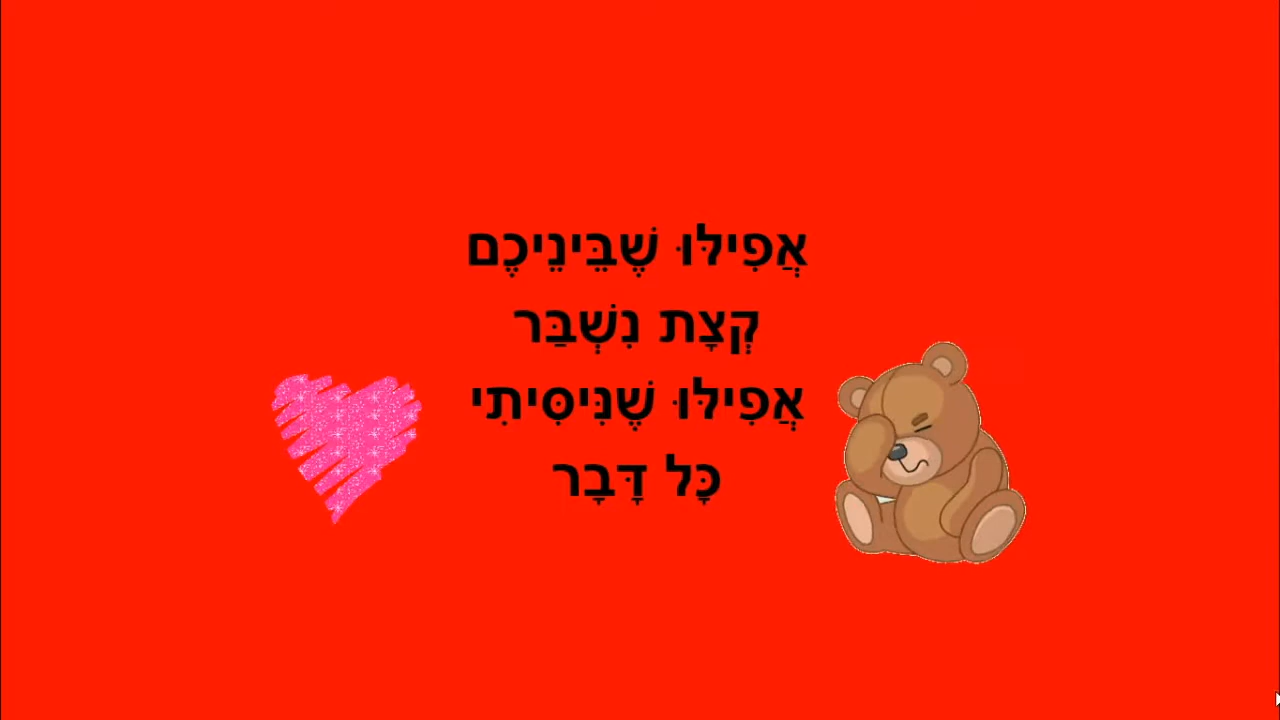 אֲפִילּוּ שֶׁבֵּינֵיכֶם
קְצָת נִשְׁבַּר
אֲפִילּוּ שֶׁנִּיסִּיתִי
כָּל דָּבָר